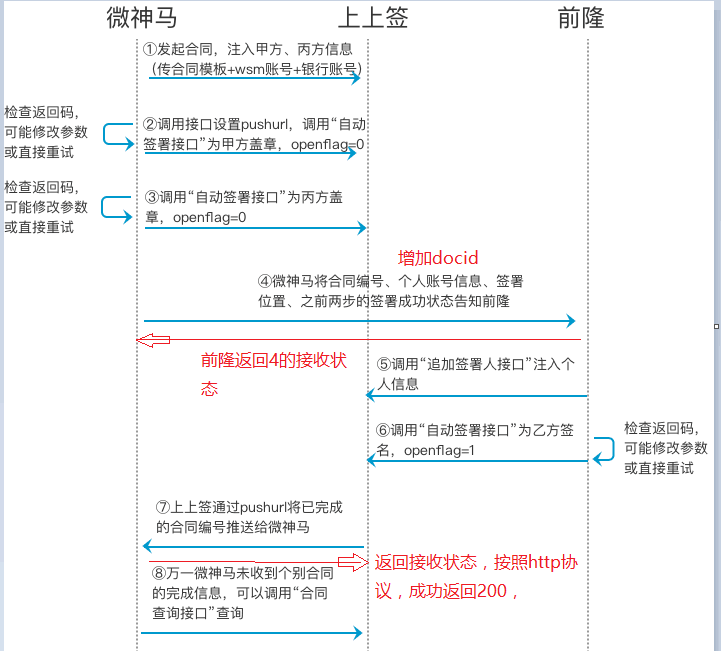 微神马
上上签
前隆
①发起合同，注入甲方、丙方信息
（传合同模板+wsm账号+银行账号)
检查返回码，
可能修改参数
或直接重试
②调用接口设置pushurl，调用“自动
签署接口”为甲方盖章，openflag=0
检查返回码，
可能修改参数
或直接重试
③调用“自动签署接口”为丙方盖
章，openflag=0
增加docid
④微神马将合同编号、个人账号信息、签署
位置、之前两步的签署成功状态告知前隆
前隆返回4的接收状
态
⑤调用“追加签署人接口”注入个
人信息
⑥调用“自动签署接口”为乙方签
名，openflag=1
检查返回码，
可能修改参数
或直接重试
⑦上上签通过pushurl将已完成
的合同编号推送给微神马
返回接收状态，按照http协
议，成功返回200，
⑧万一微神马未收到个别合同
的完成信息，可以调用“合同
查询接口”查询